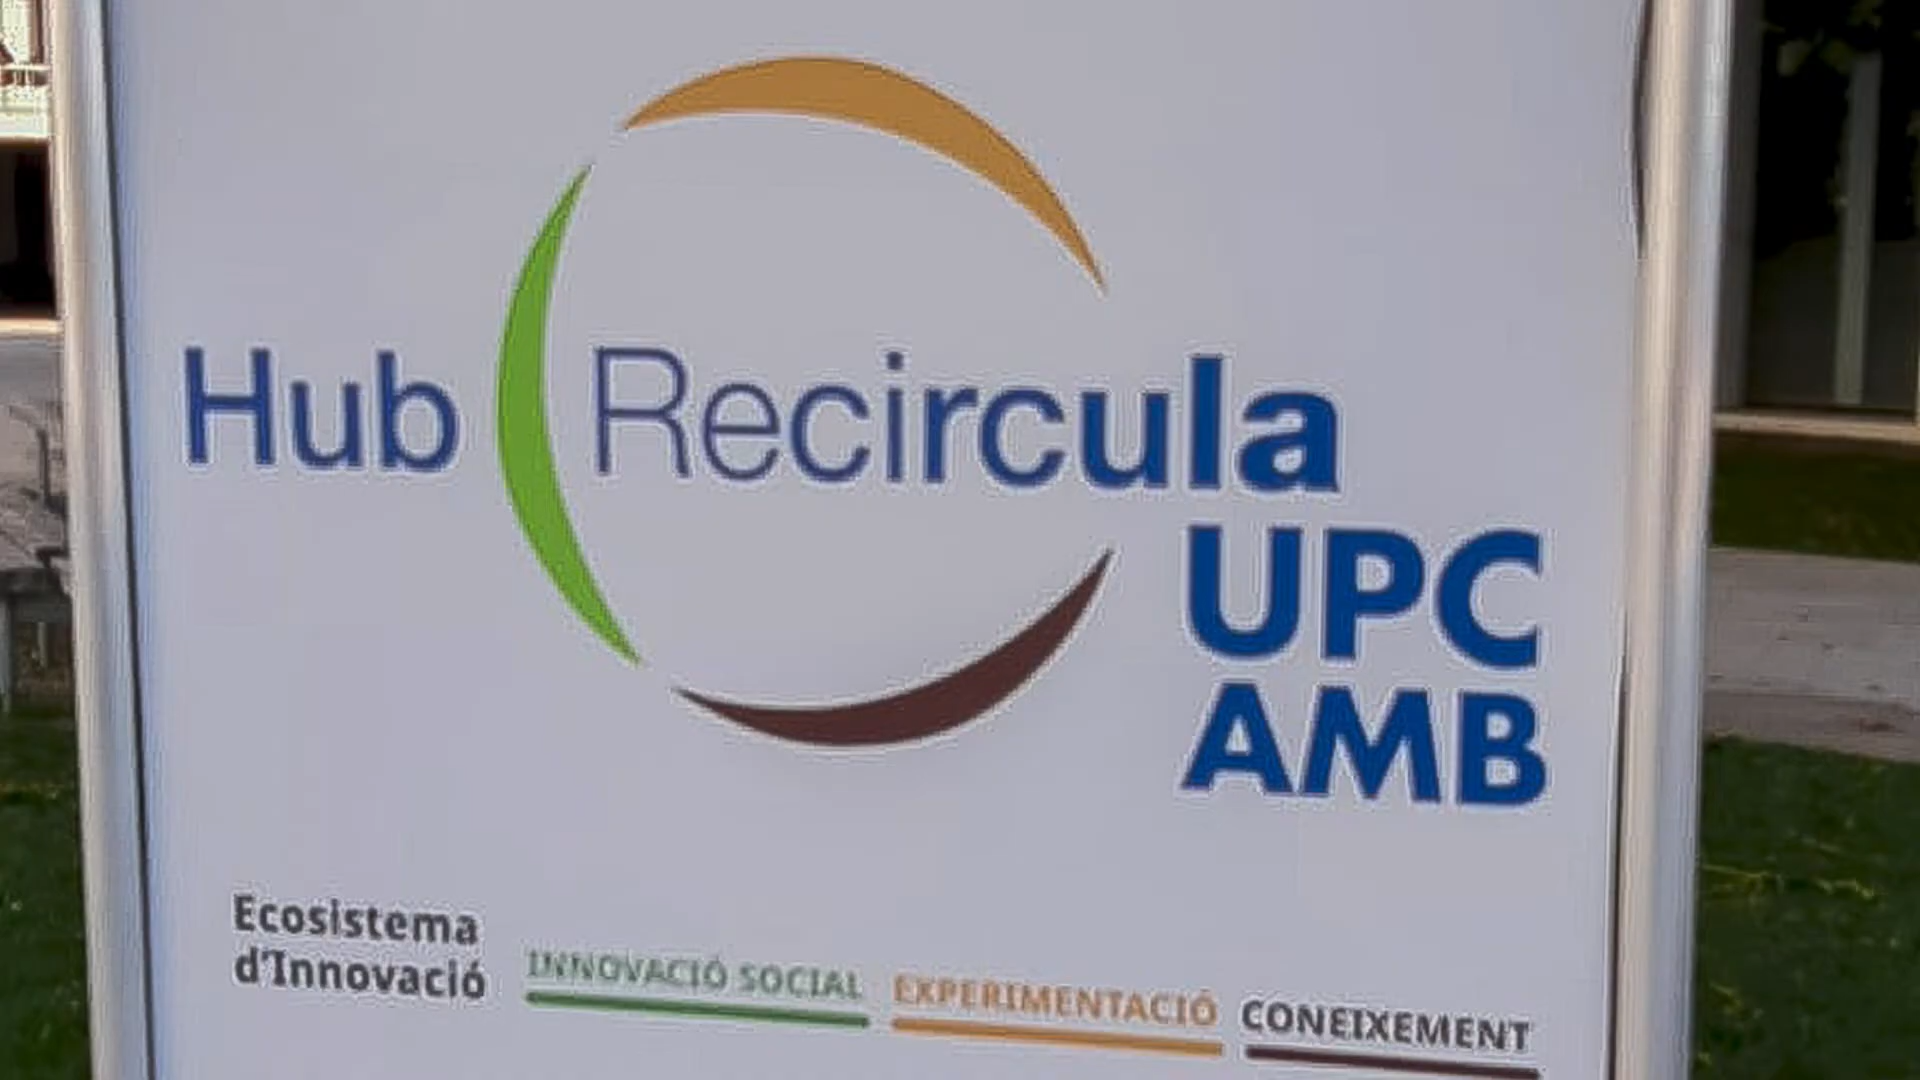 Hub Recircula
UPC
AMB
Ecosistema
d'Innovació
INNOVACIÓ SOCIAL
EXPERIMENTACIÓ
CONEIXEMENT